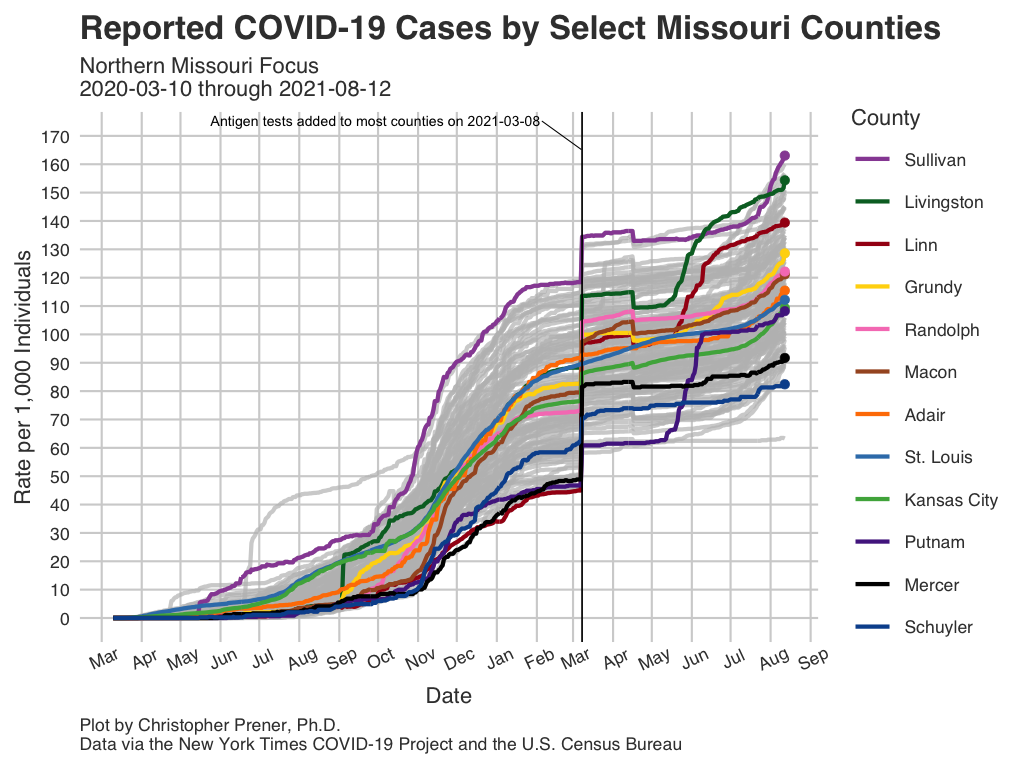 Reported COVID-19 Cases by Select Missouri Counties
Northern Missouri Focus
2020-03-10 through 2021-08-12
Antigen tests added to most counties on 2021-03-08
Rate per 1,000 Individuals
170
160
150
140
130
120
110
100
90
80
70
60
50
40
30
20
10
0
Mar Apr May Jun Jul Aug Sep Oct Nov Dec Jan Feb Mar Apr May Jun Jul Aug Sep
Date
County
Sullivan
Livingston
Linn
Grundy
Randolph
Macon
Adair
St. Louis
Kansas City
Putnam
Mercer
Schuyler
Plot by Christopher Prener, Ph.D.
Data via the New York Times COVID-19 Project and the U.S. Census Bureau